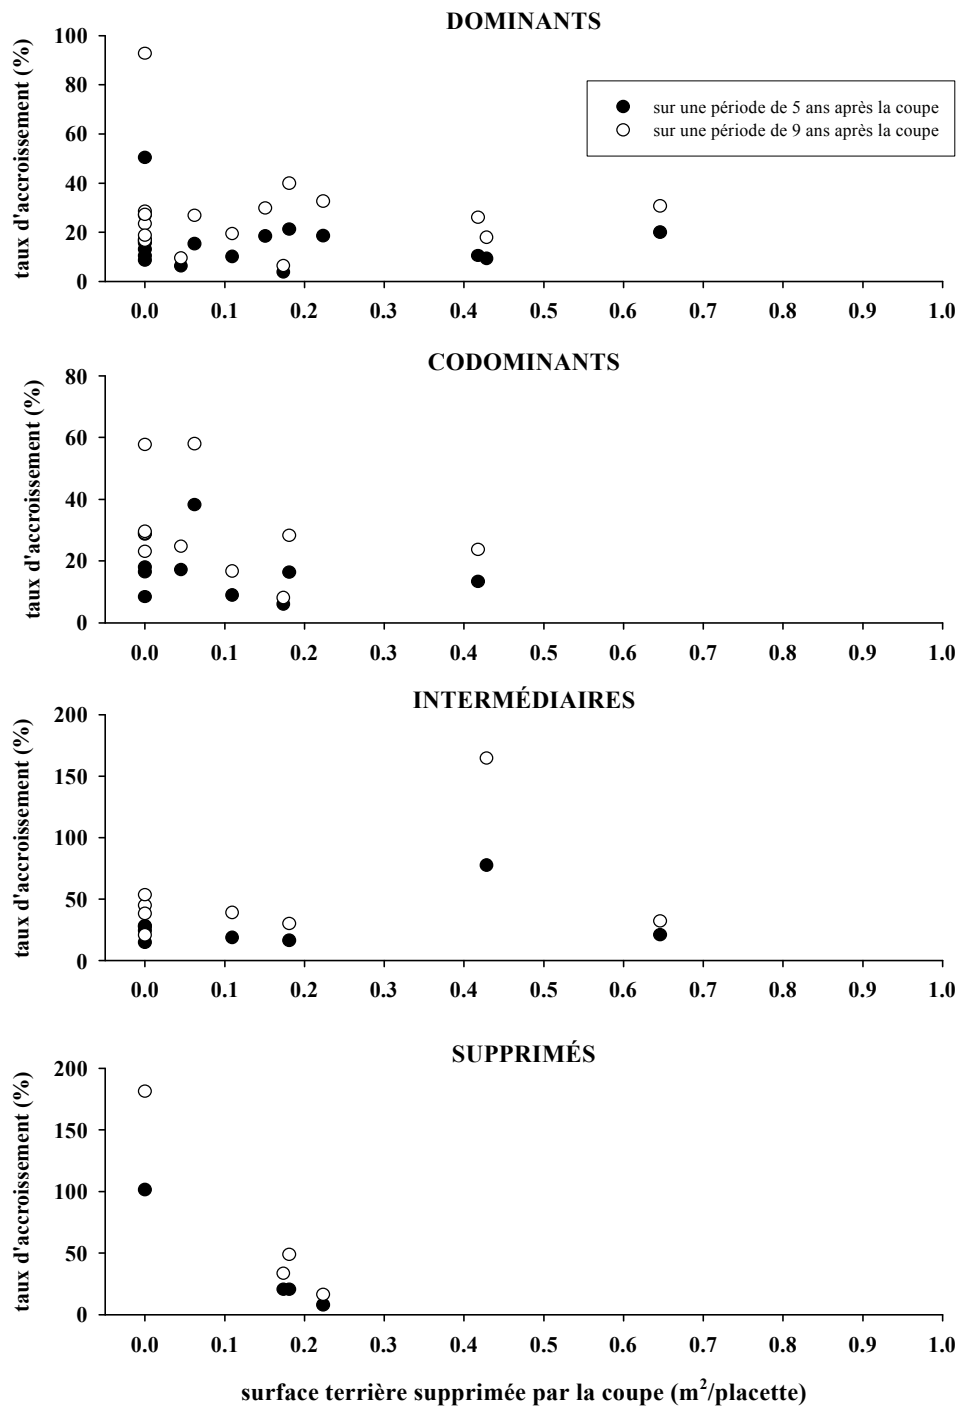 DOMINANTS
taux d'accroissement (%)
100
80
60
40
20
0
sur une période de 5 ans après la coupe
sur une période de 9 ans après la coupe
0.0 0.1 0.2 0.3 0.4 0.5 0.6 0.7 0.8 0.9 1.0
CODOMINANTS
taux d'accroissement (%)
80
60
40
20
0
0.0 0.1 0.2 0.3 0.4 0.5 0.6 0.7 0.8 0.9 1.0
INTERMÉDIAIRES
taux d'accroissement (%)
200
150
100
50
0
0.0 0.1 0.2 0.3 0.4 0.5 0.6 0.7 0.8 0.9 1.0
SUPPRIMÉS
taux d'accroissement (%)
200
150
100
50
0
0.0 0.1 0.2 0.3 0.4 0.5 0.6 0.7 0.8 0.9 1.0
surface terrière supprimée par la coupe (m²/placette)